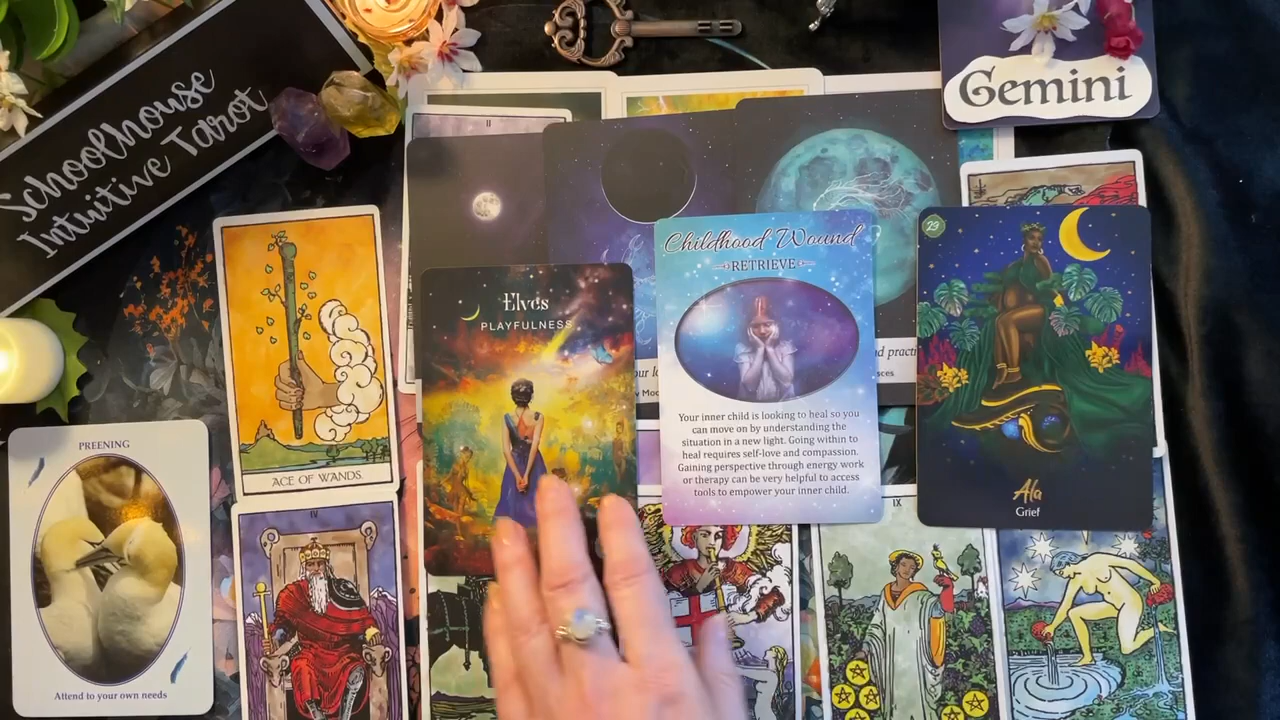 Schoolhouse
Intuitive Tarot
Gemini
II
ACE OF WANDS.
IV
PREENING
Attend to your own needs
Elves
PLAYFULNESS
Childhood Wound
RETRIEVE
Your inner child is looking to heal so you
can move on by understanding the
situation in a new light. Going within to
heal requires self-love and compassion.
Gaining perspective through energy work
or therapy can be very helpful to access
tools to empower your inner child.
29
Ala
Grief
IX